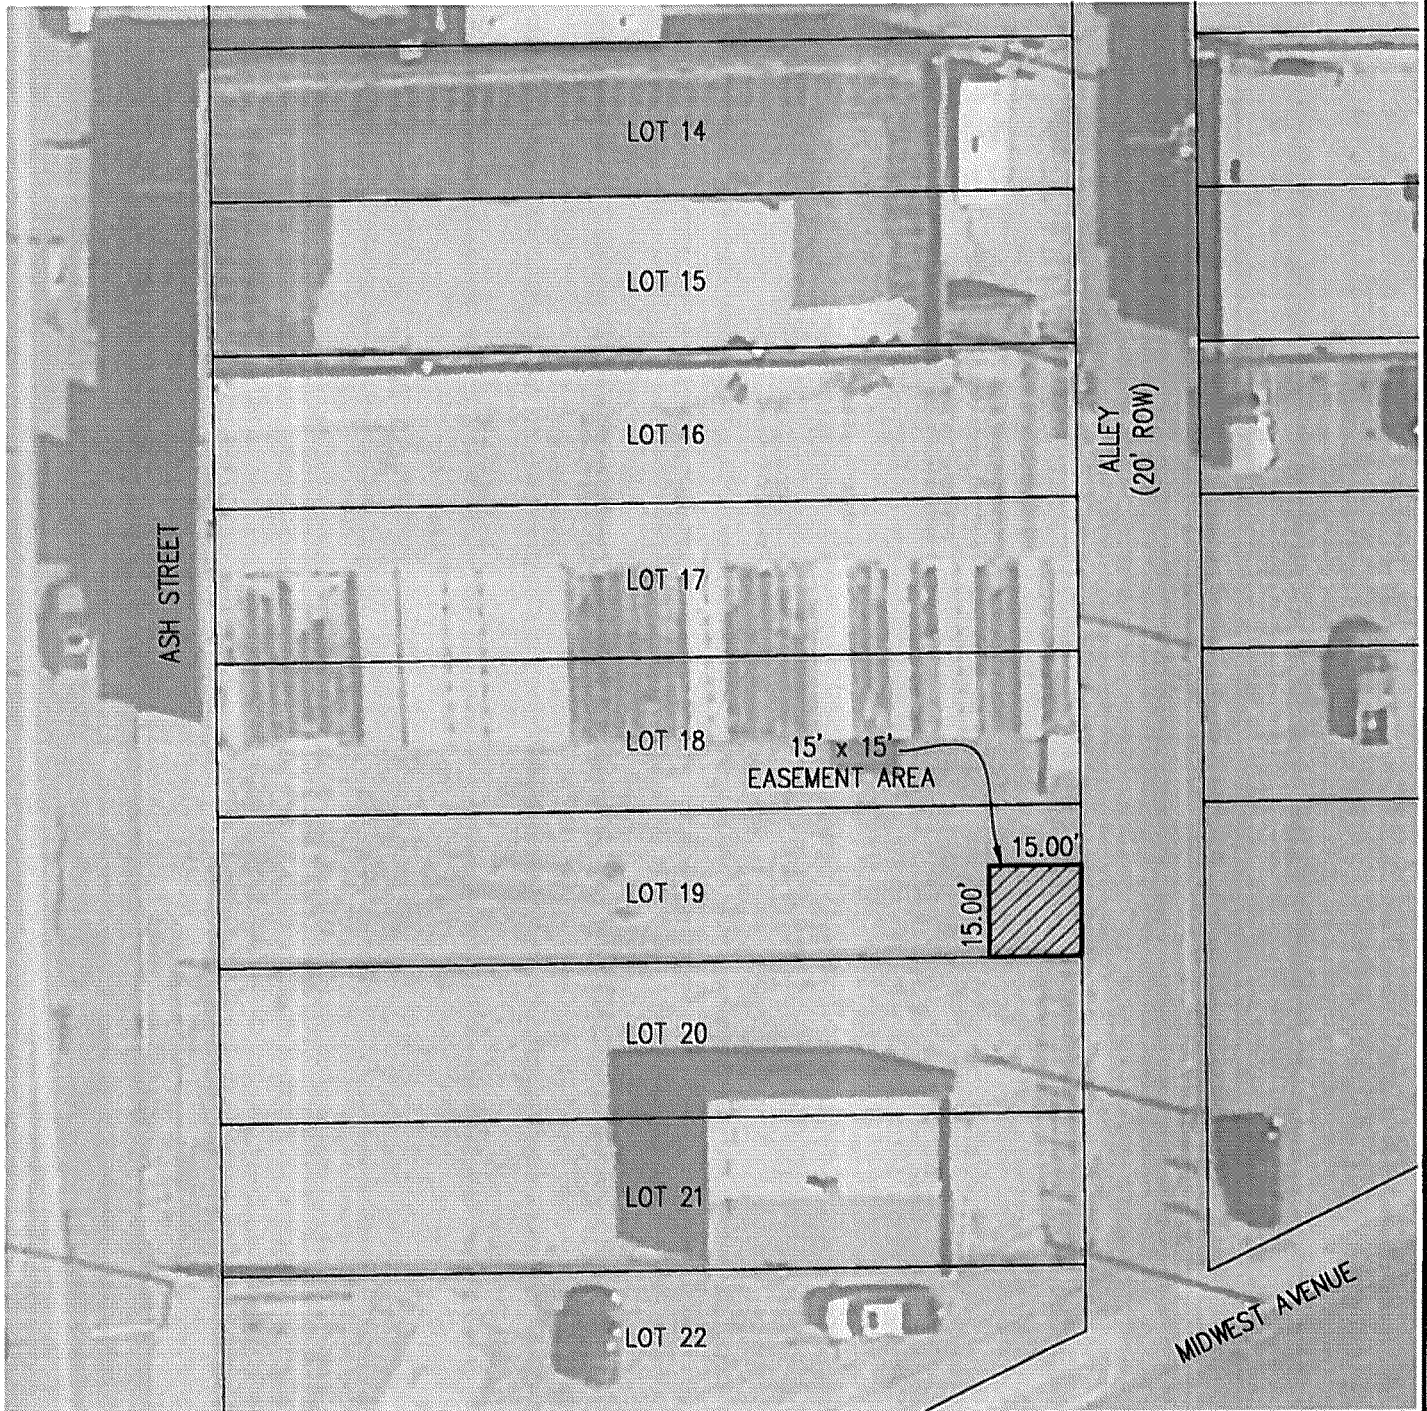 LOT 14
LOT 15
LOT 16
ALLEY
(20' ROW)
ASH STREET
LOT 17
LOT 18
15' x 15'
EASEMENT AREA
15.00'
15.00'
LOT 19
LOT 20
LOT 21
LOT 22
MIDWEST AVENUE